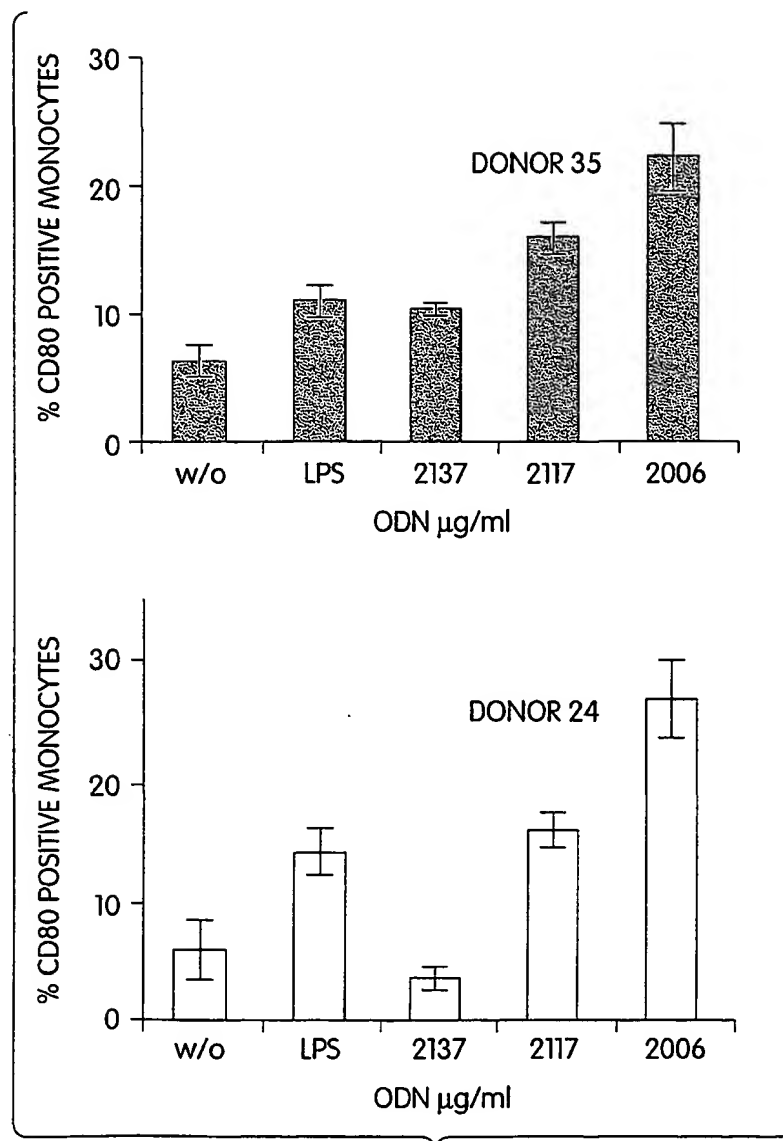 % CD80 POSITIVE MONOCYTES
30
20
10
0
DONOR 35
w/o LPS 2137 2117 2006
ODN µg/ml
% CD80 POSITIVE MONOCYTES
30
20
10
0
DONOR 24
w/o LPS 2137 2117 2006
ODN µg/ml